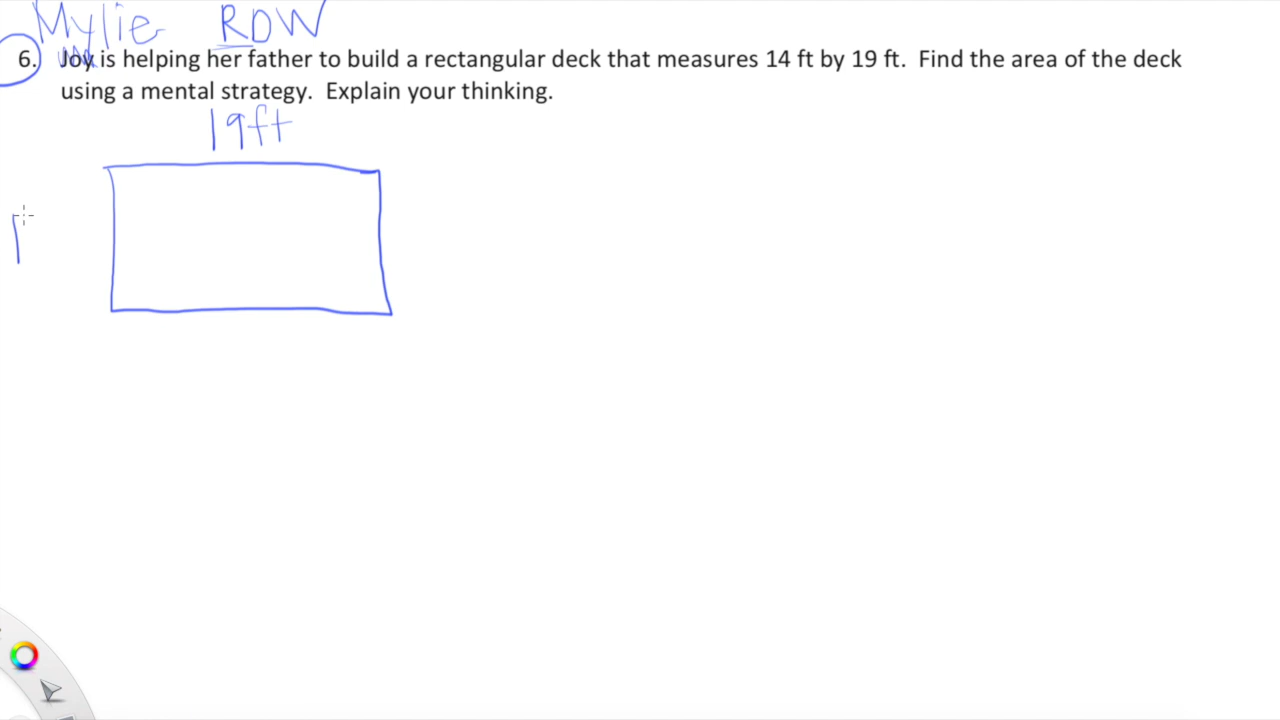 Mylie RDW
6. Joy is helping her father to build a rectangular deck that measures 14 ft by 19 ft. Find the area of the deck
using a mental strategy. Explain your thinking.
19ft
1